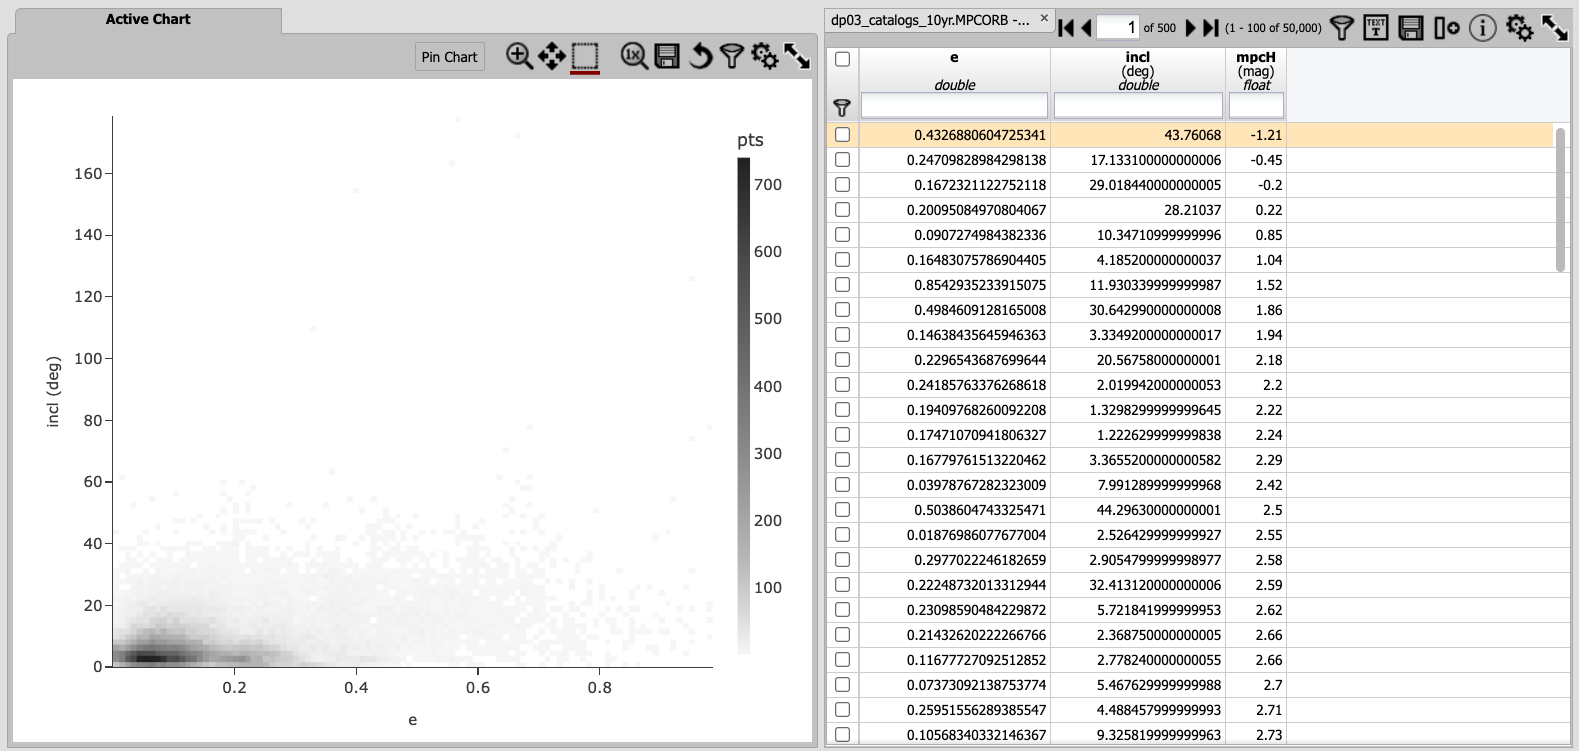 Active Chart
Pin Chart
1x
pts
700
600
500
400
300
200
100
160
140
120
100
80
60
40
20
0
incl (deg)
0.2 0.4 0.6 0.8
e
dp03_catalogs_10yr.MPCORB -... ×
1 of 500 (1 - 100 of 50,000)
TEXT
T
i
e incl mpcH
(deg) (mag)
double double float
0.4326880604725341 43.76068 -1.21
0.24709828984298138 17.133100000000006 -0.45
0.1672321122752118 29.018440000000005 -0.2
0.20095084970804067 28.21037 0.22
0.0907274984382336 10.34710999999996 0.85
0.16483075786904405 4.185200000000037 1.04
0.8542935233915075 11.930339999999987 1.52
0.4984609128165008 30.642990000000008 1.86
0.14638435645946363 3.3349200000000017 1.94
0.2296543687699644 20.56758000000001 2.18
0.24185763376268618 2.019942000000053 2.2
0.19409768260092208 1.3298299999999645 2.22
0.17471070941806327 1.222629999999838 2.24
0.16779761513220462 3.3655200000000582 2.29
0.03978767282323009 7.991289999999968 2.42
0.5038604743325471 44.29630000000001 2.5
0.01876986077677004 2.526429999999927 2.55
0.2977022246182659 2.9054799999998977 2.58
0.22248732013312944 32.413120000000006 2.59
0.23098590484229872 5.721841999999953 2.62
0.21432620222266766 2.368750000000005 2.66
0.11677727092512852 2.778240000000055 2.66
0.07373092138753774 5.467629999999988 2.7
0.25951556289385547 4.488457999999993 2.71
0.10568340332146367 9.325819999999963 2.73